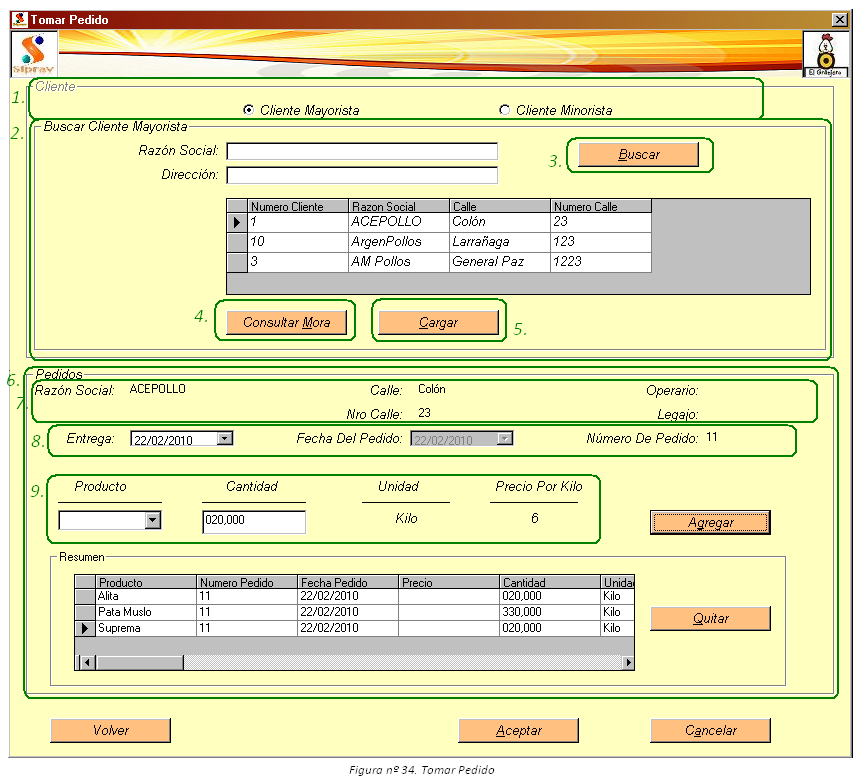 Tomar Pedido
Siprav
El Granjero
1. Cliente
Cliente Mayorista Cliente Minorista
2. Buscar Cliente Mayorista
Razón Social: 3. Buscar
Dirección:
Numero Cliente Razon Social Calle Numero Calle
1 ACEPOLLO Colón 23
10 ArgenPollos Larrañaga 123
3 AM Pollos General Paz 1223
4. Consultar Mora Cargar 5.
6. Pedidos
7. Razón Social: ACEPOLLO Calle: Colón Operario:
Nro Calle: 23 Legajo:
8. Entrega: 22/02/2010 Fecha Del Pedido: 22/02/2010 Número De Pedido: 11
9. Producto Cantidad Unidad Precio Por Kilo
020,000 Kilo 6 Agregar
Resumen
Producto Numero Pedido Fecha Pedido Precio Cantidad Unidad
Alita 11 22/02/2010 020,000 Kilo
Pata Muslo 11 22/02/2010 330,000 Kilo
Suprema 11 22/02/2010 020,000 Kilo
Quitar
Volver Aceptar Cancelar
Figura nº 34. Tomar Pedido